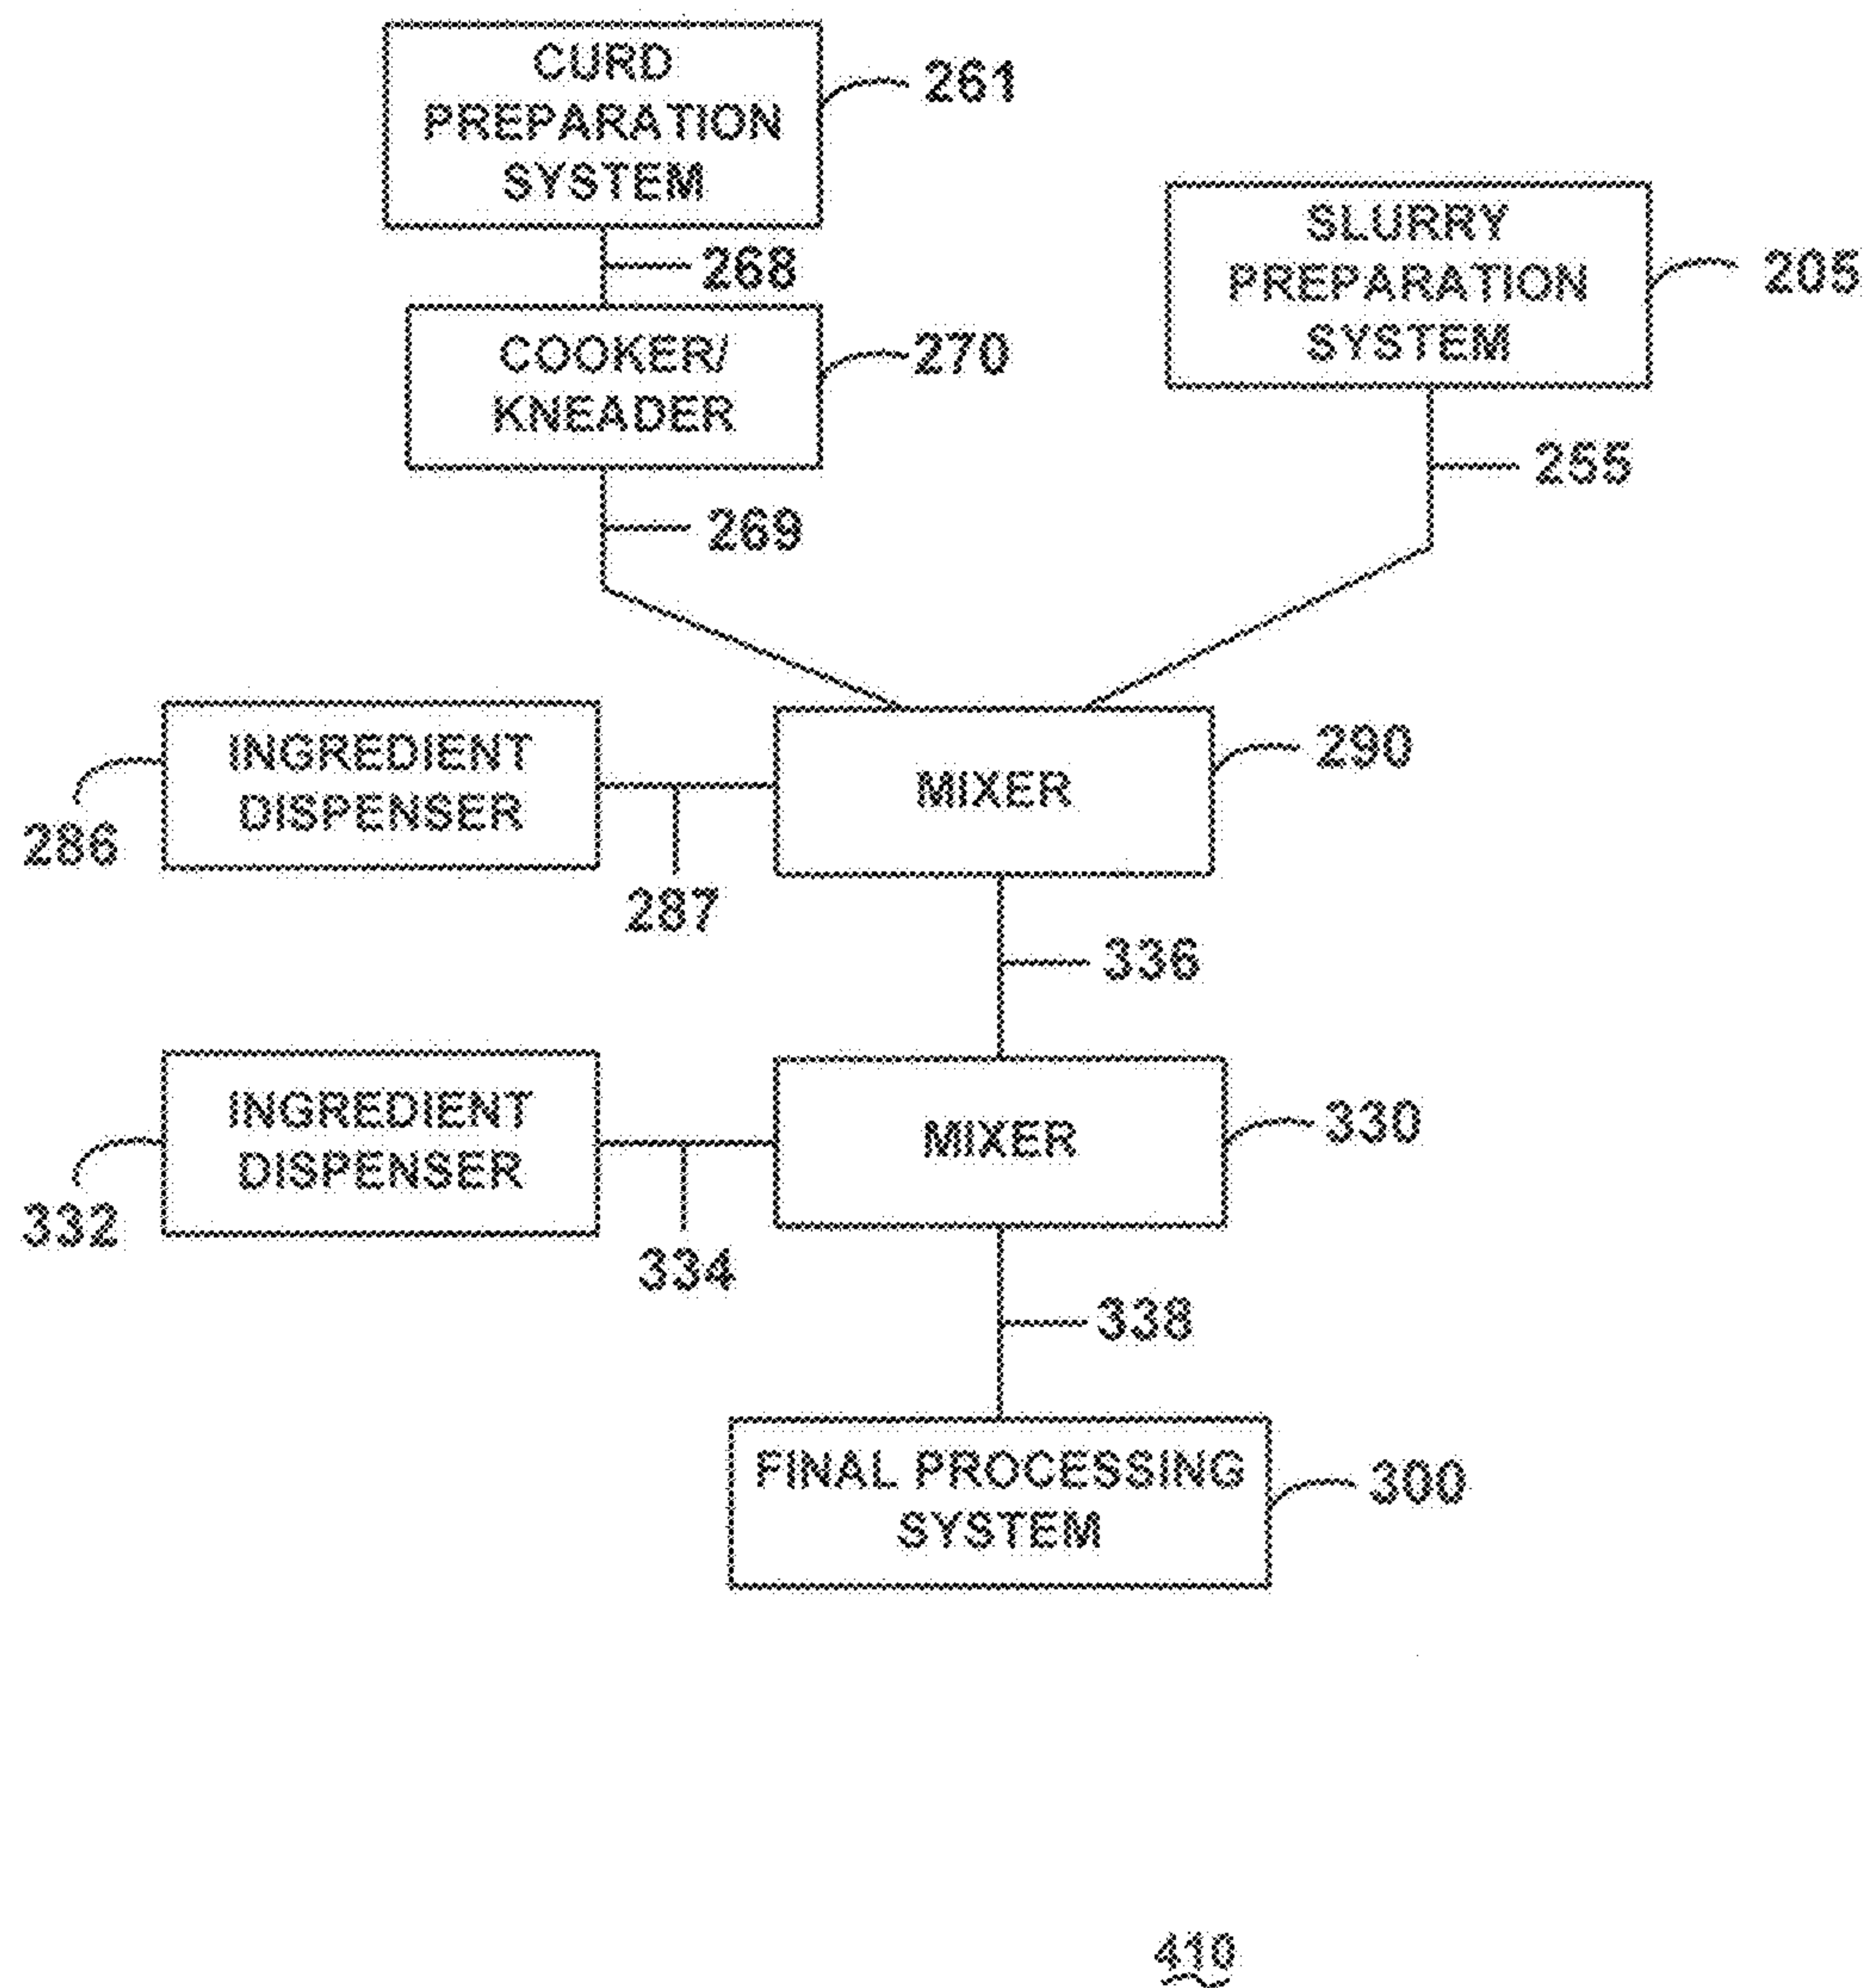 CURD
PREPARATION
SYSTEM
261
SLURRY
PREPARATION
SYSTEM
205
268
COOKER/
KNEADER
270
255
269
INGREDIENT
DISPENSER
286
287
MIXER
290
336
INGREDIENT
DISPENSER
332
334
MIXER
330
338
FINAL PROCESSING
SYSTEM
300
410